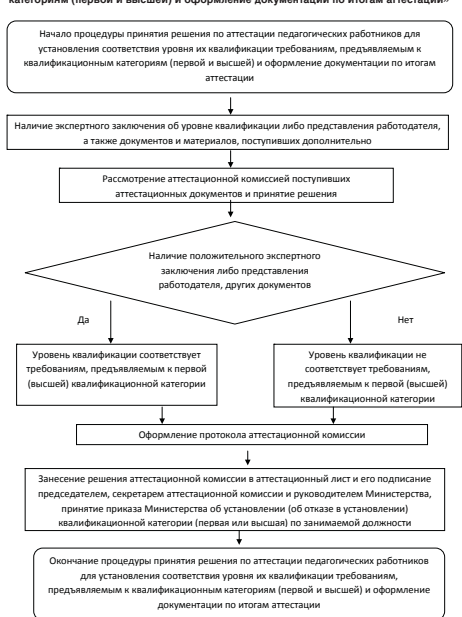 категориям (первой и высшей) и оформление документации по итогам аттестации»
Начало процедуры принятия решения по аттестации педагогических работников для
установления соответствия уровня их квалификации требованиям, предъявляемым к
квалификационным категориям (первой и высшей) и оформление документации по итогам
аттестации
Наличие экспертного заключения об уровне квалификации либо представления работодателя,
а также документов и материалов, поступивших дополнительно
Рассмотрение аттестационной комиссией поступивших
аттестационных документов и принятие решения
Наличие положительного экспертного
заключения либо представления
работодателя, других документов
Да
Нет
Уровень квалификации соответствует
требованиям, предъявляемым к первой
(высшей) квалификационной категории
Уровень квалификации не
соответствует требованиям,
предъявляемым к первой (высшей)
квалификационной категории
Оформление протокола аттестационной комиссии
Занесение решения аттестационной комиссии в аттестационный лист и его подписание
председателем, секретарем аттестационной комиссии и руководителем Министерства,
принятие приказа Министерства об установлении (об отказе в установлении)
квалификационной категории (первая или высшая) по занимаемой должности
Окончание процедуры принятия решения по аттестации педагогических работников
для установления соответствия уровня их квалификации требованиям,
предъявляемым к квалификационным категориям (первой и высшей) и оформление
документации по итогам аттестации